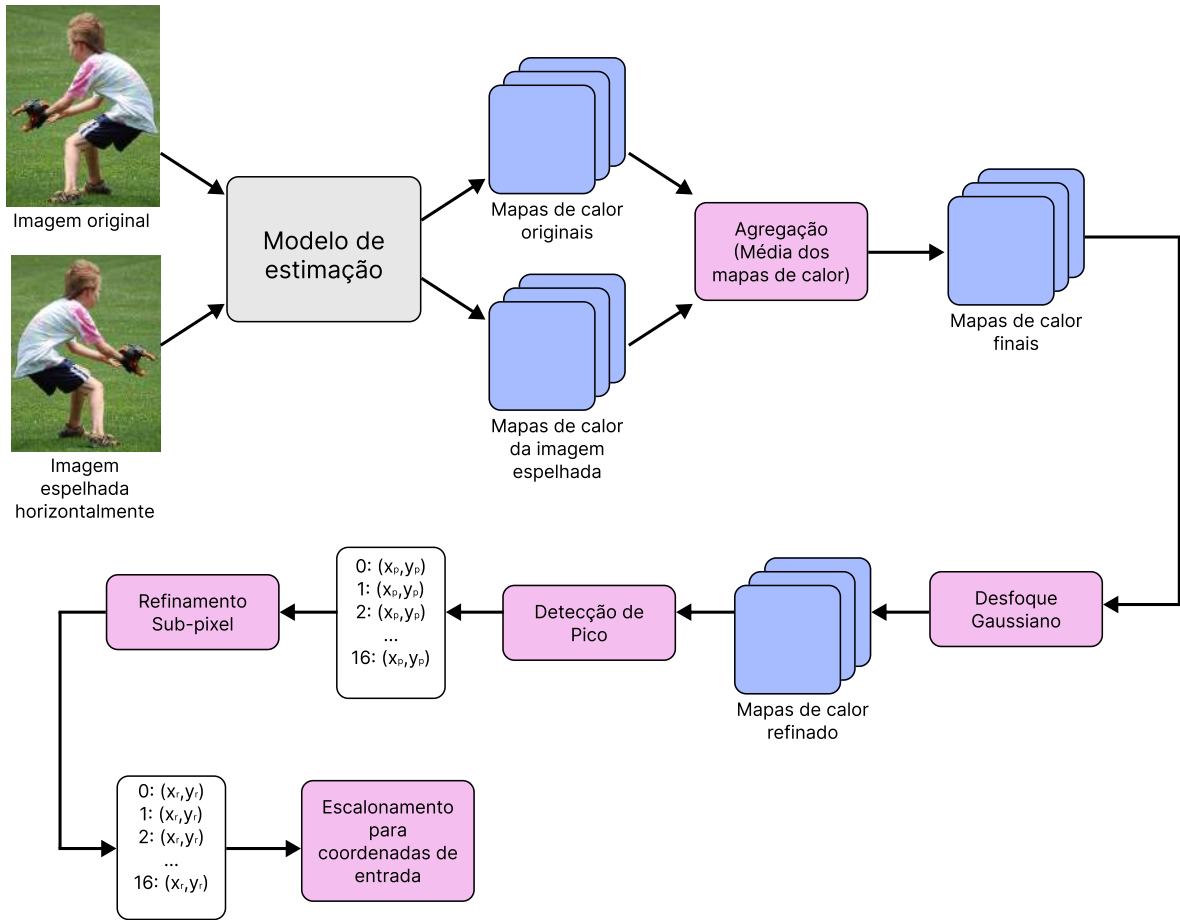 Imagem original
Imagem
espelhada
horizontalmente
Modelo de
estimação
Mapas de calor
originais
Mapas de calor
da imagem
espelhada
Agregação
(Média dos
mapas de calor)
Mapas de calor
finais
Desfoque
Gaussiano
Mapas de calor
refinado
Detecção de
Pico
0: (xₚ,yₚ)
1: (xₚ,yₚ)
2: (xₚ,yₚ)
...
16: (xₚ,yₚ)
Refinamento
Sub-pixel
0: (xᵣ,yᵣ)
1: (xᵣ,yᵣ)
2: (xᵣ,yᵣ)
...
16: (xᵣ,yᵣ)
Escalonamento
para
coordenadas de
entrada